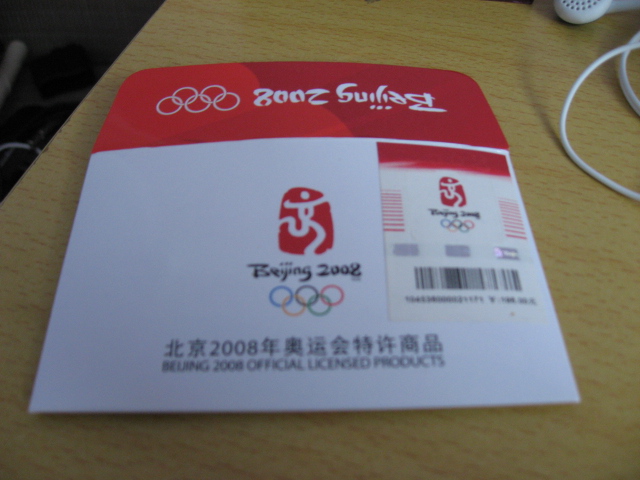 Beijing 2008
Beijing 2008
北京2008年奥运会特许商品
BEIJING 2008 OFFICIAL LICENSED PRODUCTS
Beijing 2008